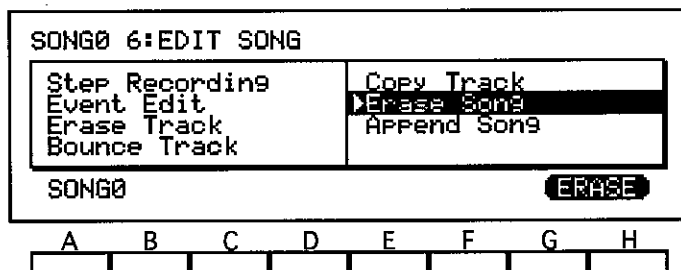 SONG0 6:EDIT SONG
Step Recording
Event Edit
Erase Track
Bounce Track
Copy Track
Erase Song
Append Song
SONG0 ERASE
A B C D E F G H